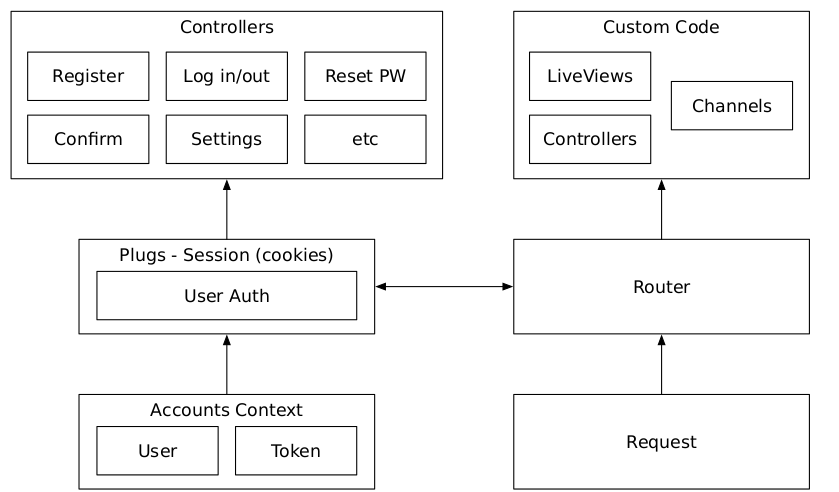 Controllers
Register
Log in/out
Reset PW
Confirm
Settings
etc
Custom Code
LiveViews
Channels
Controllers
Plugs - Session (cookies)
User Auth
Router
Accounts Context
User
Token
Request